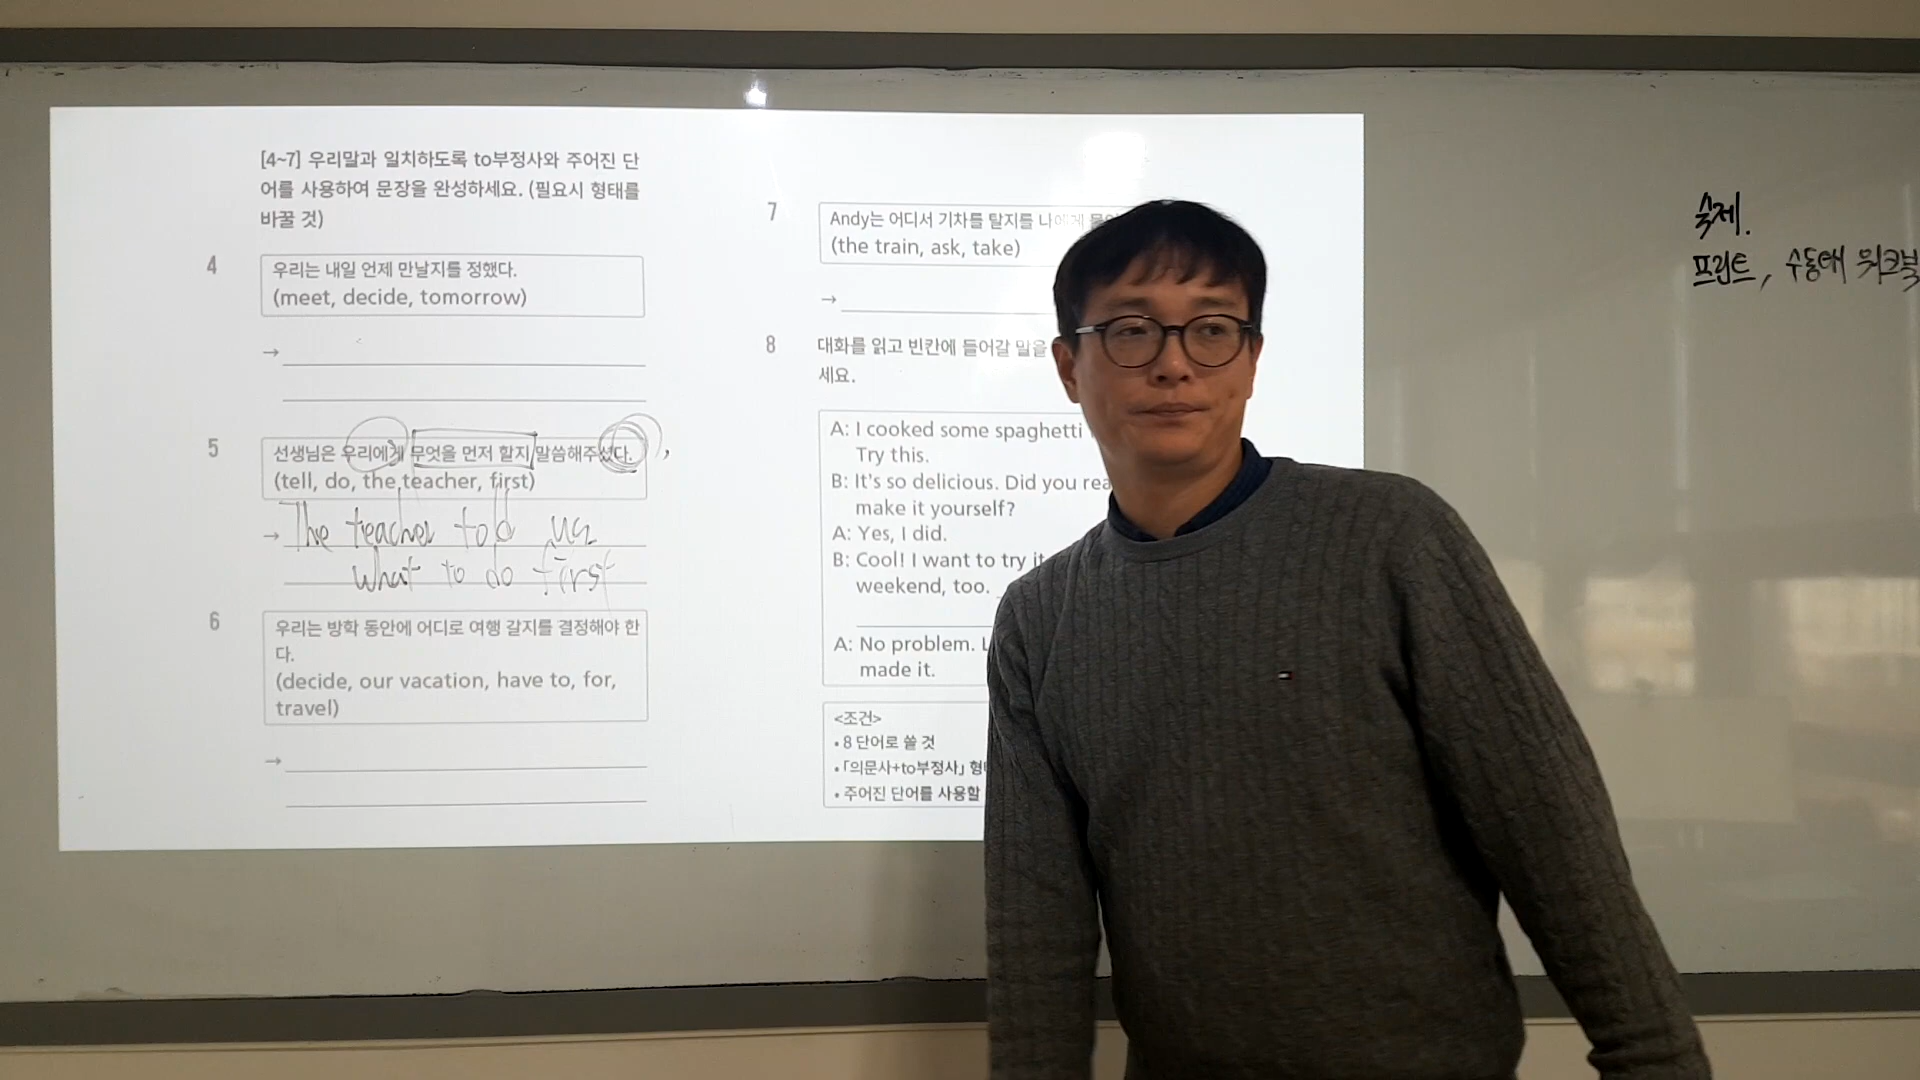 [4~7] 우리말과 일치하도록 to부정사와 주어진 단
어를 사용하여 문장을 완성하세요. (필요시 형태를
바꿀 것)
4
우리는 내일 언제 만날지를 정했다.
(meet, decide, tomorrow)
→
5
선생님은 우리에게 무엇을 먼저 할지 말씀해주셨다.
(tell, do, the teacher, first)
→ The teacher told us
what to do first
6
우리는 방학 동안에 어디로 여행 갈지를 결정해야 한
다.
(decide, our vacation, have to, for,
travel)
→
7
Andy는 어디서 기차를 탈지를 나에게
(the train, ask, take)
→
8
대화를 읽고 빈칸에 들어갈 말을
세요.
A: I cooked some spaghetti
Try this.
B: It's so delicious. Did you
make it yourself?
A: Yes, I did.
B: Cool! I want to try it
weekend, too.
A: No problem.
made it.
<조건>
• 8 단어로 쓸 것
• 「의문사+to부정사」
• 주어진 단어를 사용할
숙제.
프린트, 수동태 워크북